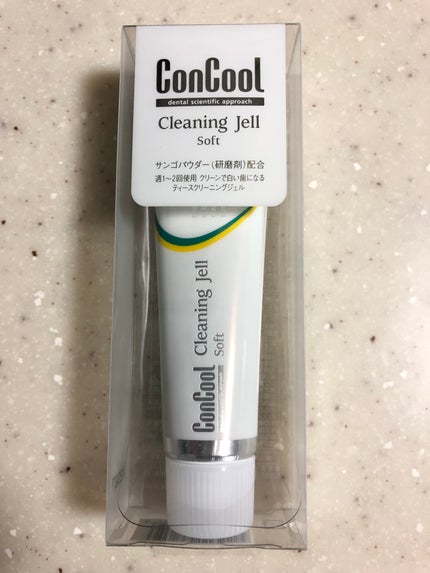 ConCool
dental scientific approach
Cleaning Jell
Soft
サンゴパウダー(研磨剤)配合
週1〜2回使用 クリーンで白い歯になる
ティースクリーニングジェル
ConCool
Cleaning Jell
Soft